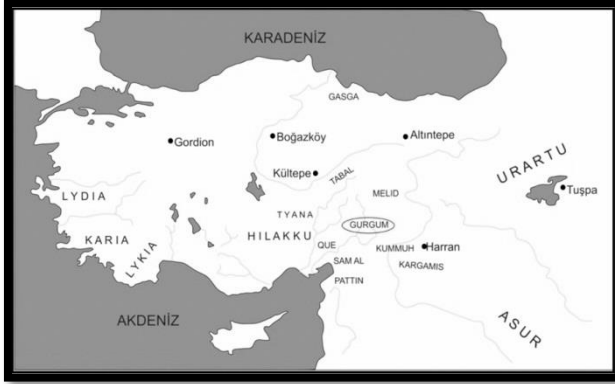 KARADENİZ
GASGA
Gordion
Boğazköy
Altıntepe
URARTU
Kültepe
TABAL
Tuşpa
LYDIA
MELID
TYANA
GURGUM
KARIA
LYKIA
HILAKKU
QUE
KUMMUH
Harran
SAM AL
KARGAMIS
PATTIN
AKDENİZ
ASUR